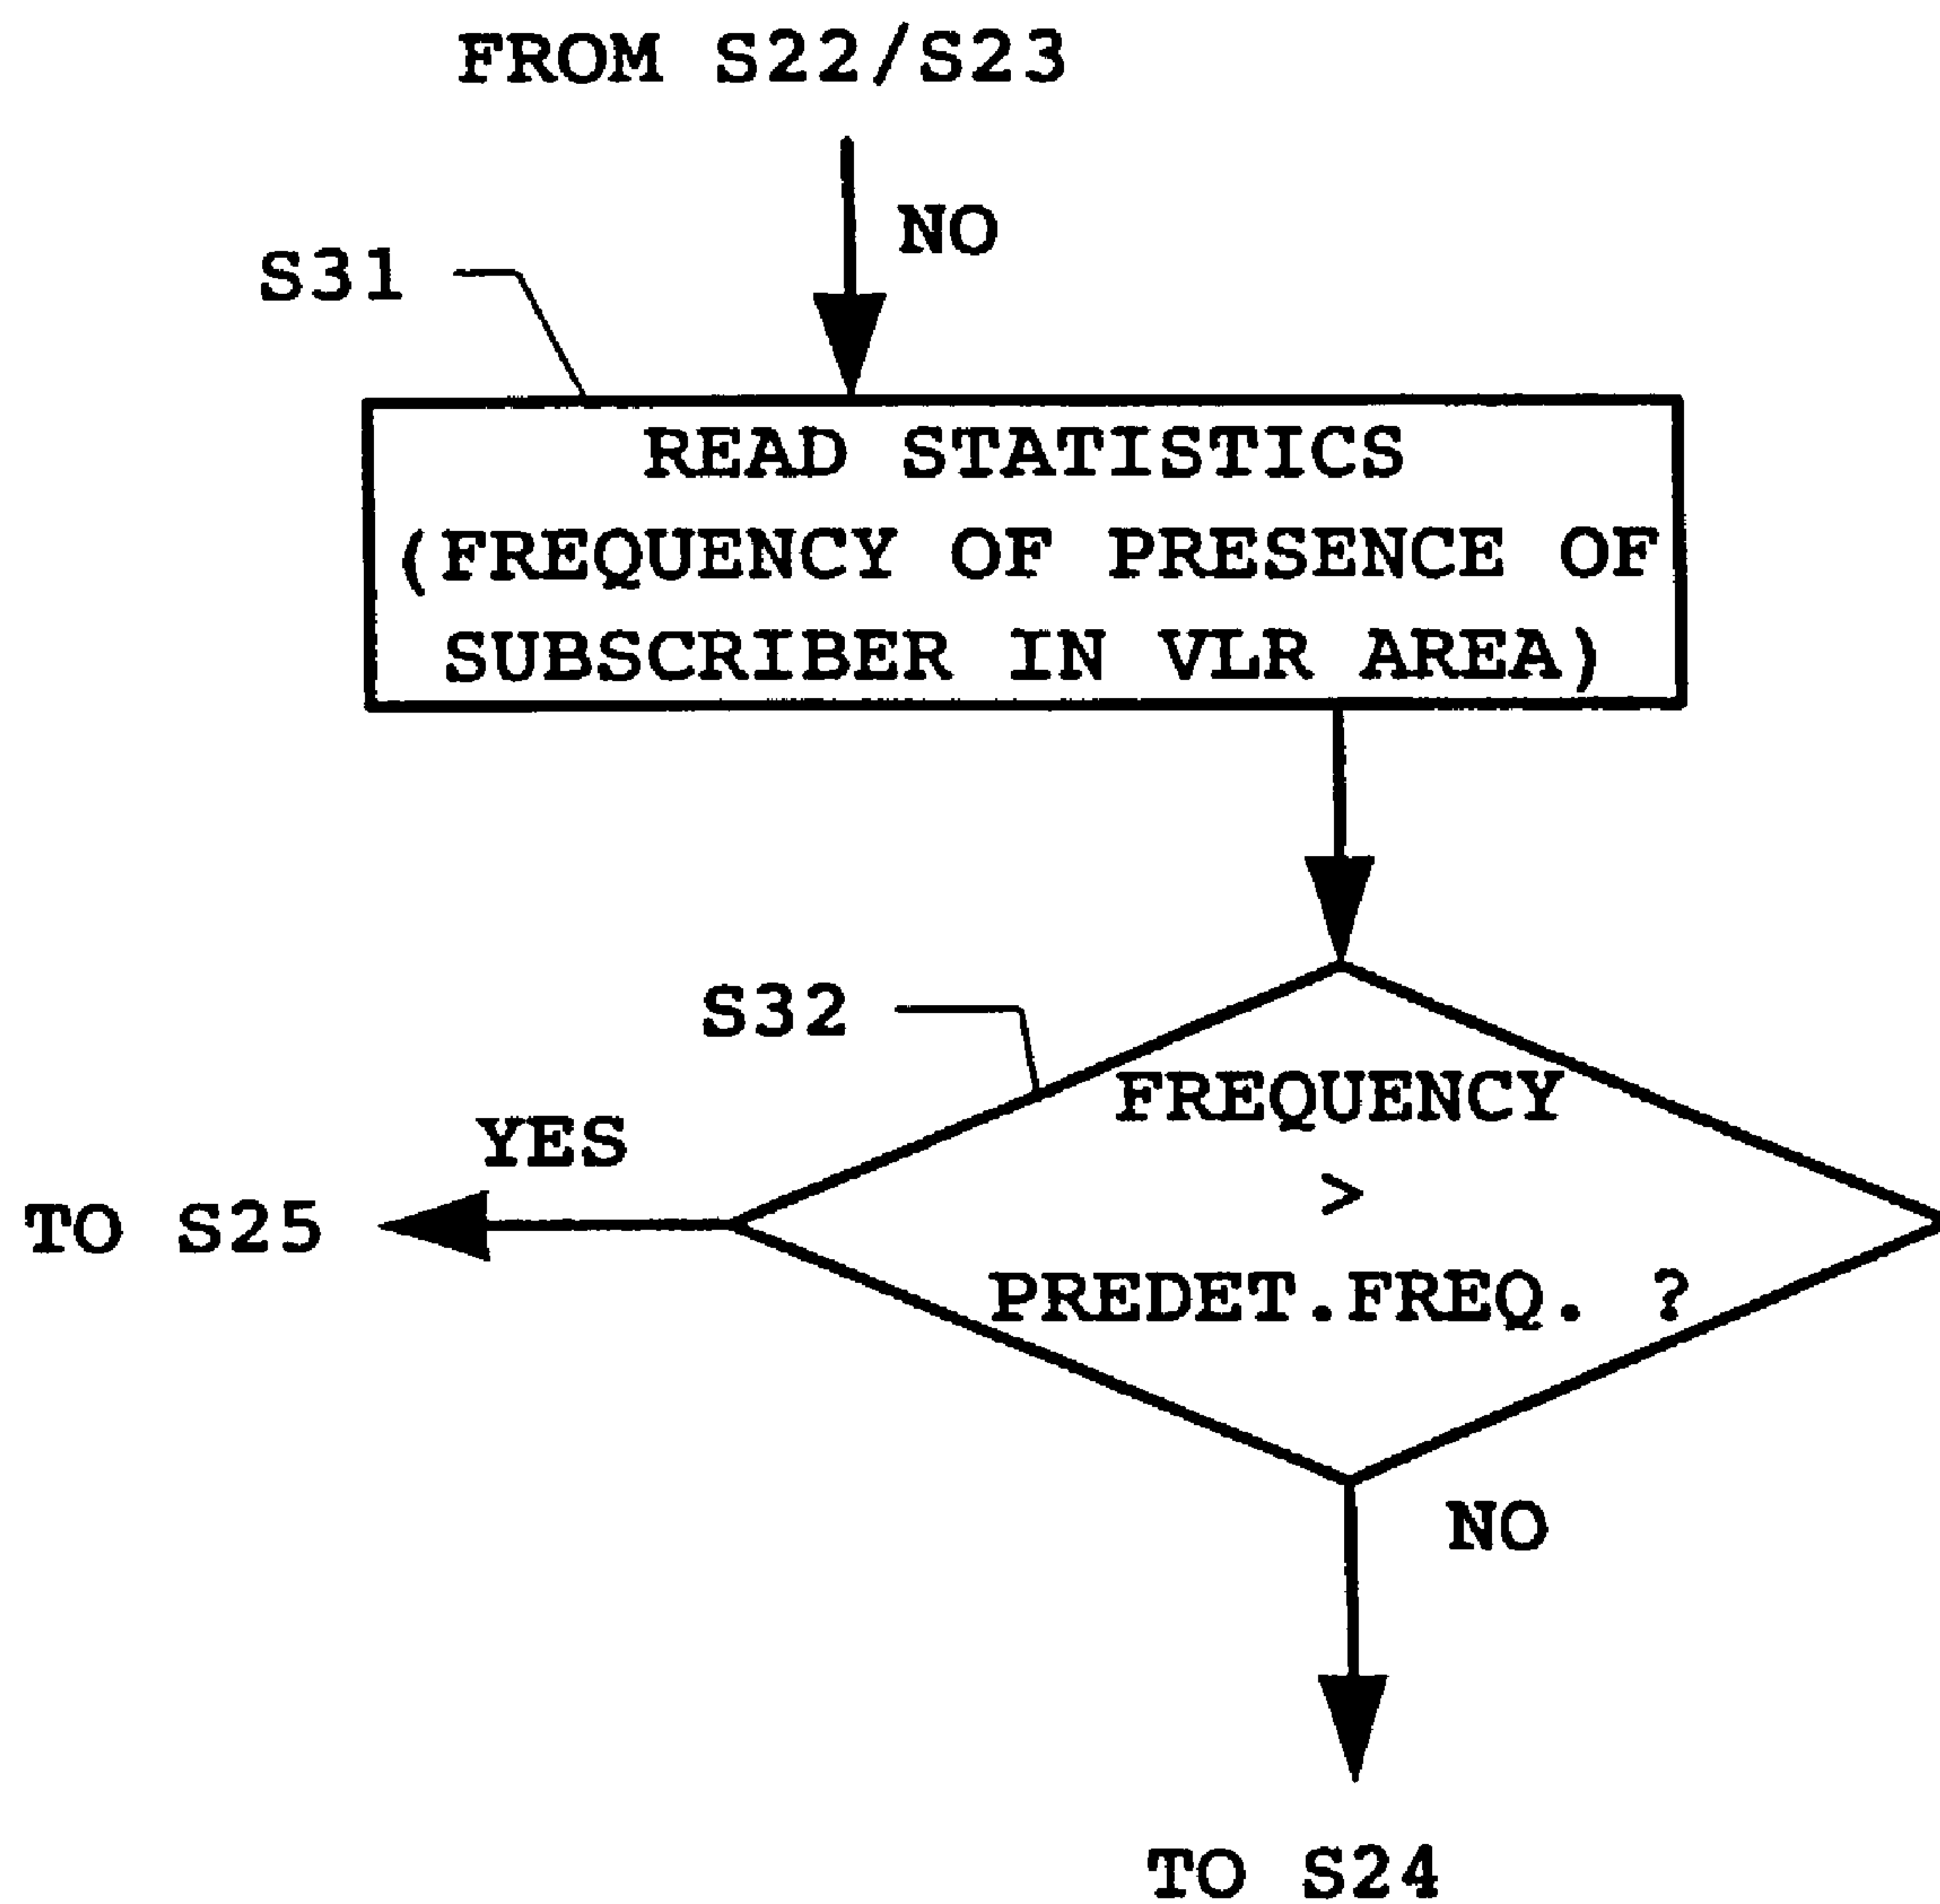 FROM S22/S23
NO
S31
READ STATISTICS
(FREQUENCY OF PRESENCE OF
SUBSCRIBER IN VLR AREA)
S32
FREQUENCY
>
PREDET.FREQ. ?
YES
TO S25
NO
TO S24